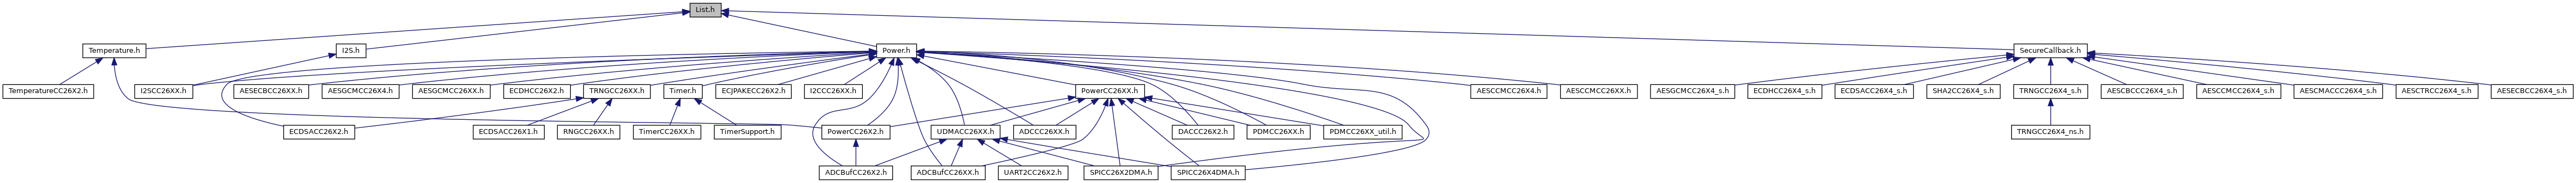 List.h
Temperature.h
I2S.h
Power.h
SecureCallback.h
TemperatureCC26X2.h
I2SCC26XX.h
AESECBCC26XX.h
AESGCMCC26X4.h
AESGCMCC26XX.h
ECDHCC26X2.h
TRNGCC26XX.h
Timer.h
ECJPAKECC26X2.h
I2CCC26XX.h
PowerCC26XX.h
AESCCMCC26X4.h
AESCCMCC26XX.h
AESGCMCC26X4_s.h
ECDHCC26X4_s.h
ECDSACC26X4_s.h
SHA2CC26X4_s.h
TRNGCC26X4_s.h
AESCBCCC26X4_s.h
AESCCMCC26X4_s.h
AESCMACCC26X4_s.h
AESCTRCC26X4_s.h
AESECBCC26X4_s.h
ECDSACC26X2.h
ECDSACC26X1.h
RNGCC26XX.h
TimerCC26XX.h
TimerSupport.h
PowerCC26X2.h
UDMACC26XX.h
ADCCC26XX.h
DACCC26X2.h
PDMCC26XX.h
PDMCC26XX_util.h
TRNGCC26X4_ns.h
ADCBufCC26X2.h
ADCBufCC26XX.h
UART2CC26X2.h
SPICC26X2DMA.h
SPICC26X4DMA.h